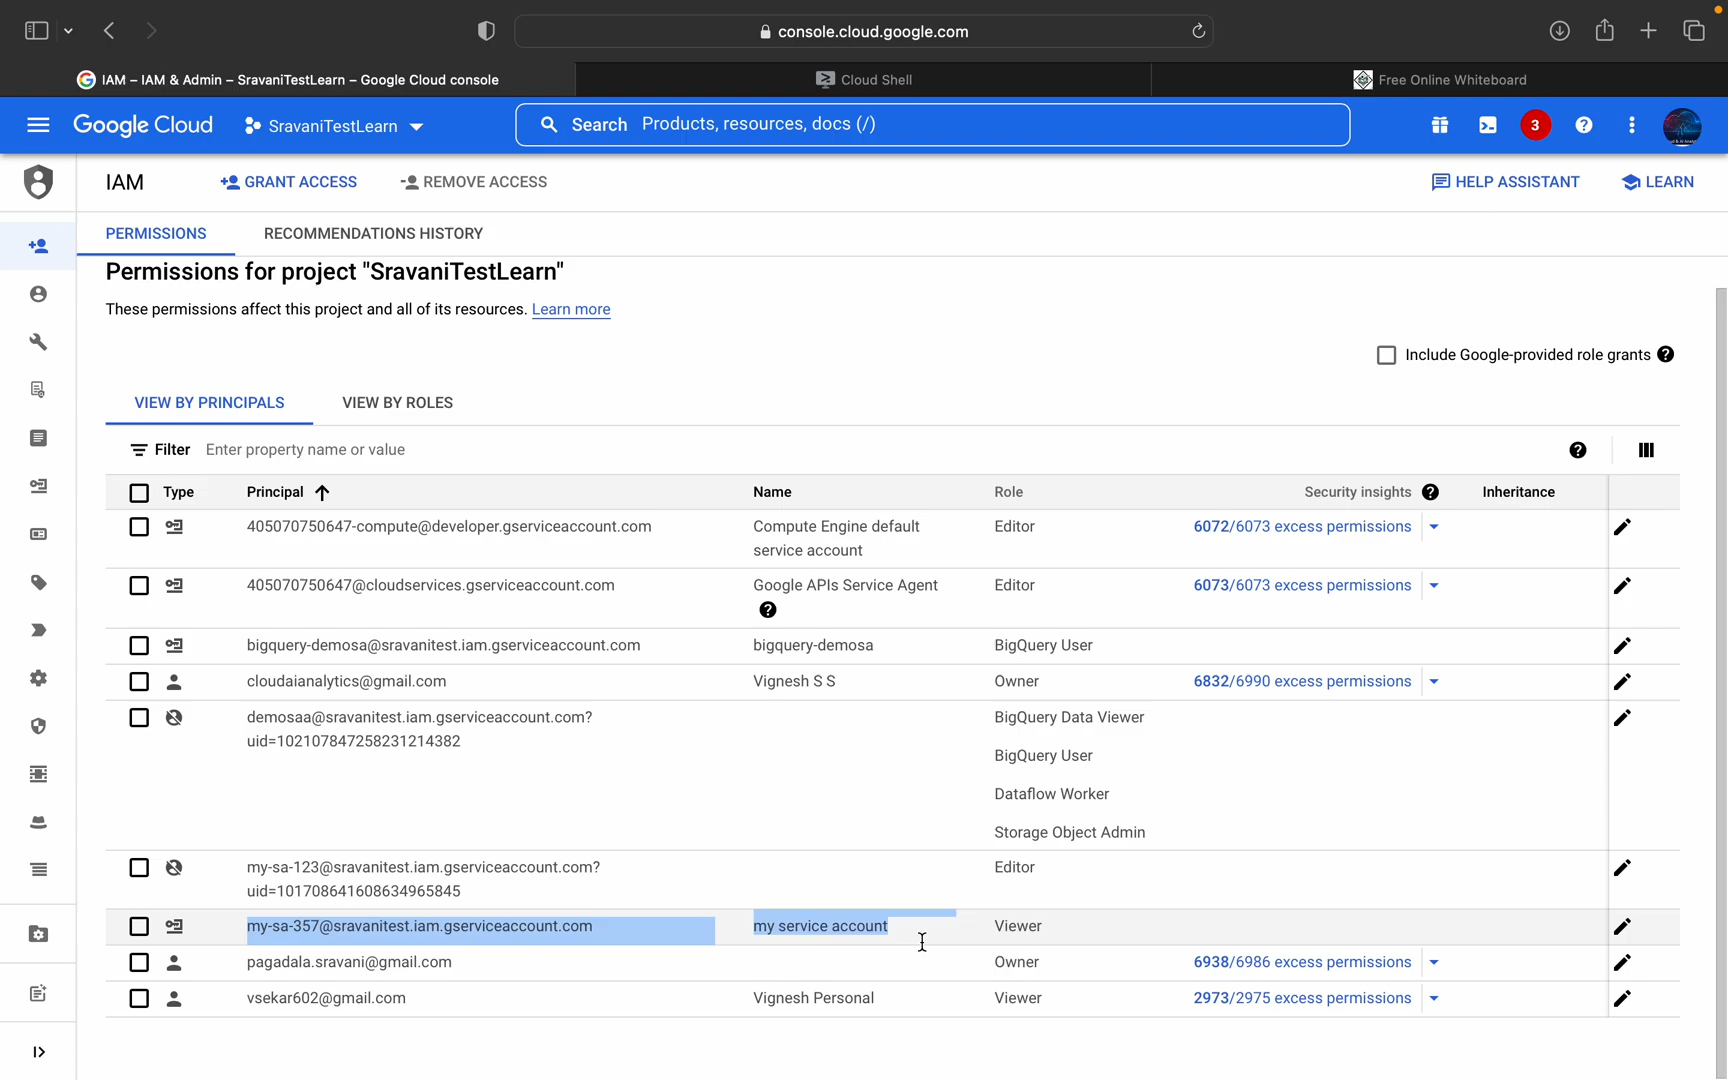 console.cloud.google.com
IAM – IAM & Admin – SravaniTestLearn – Google Cloud console
Cloud Shell
Free Online Whiteboard
Google Cloud
SravaniTestLearn
Search Products, resources, docs (/)
3
IAM
GRANT ACCESS
REMOVE ACCESS
HELP ASSISTANT
LEARN
PERMISSIONS
RECOMMENDATIONS HISTORY
Permissions for project "SravaniTestLearn"
These permissions affect this project and all of its resources. Learn more
Include Google-provided role grants
VIEW BY PRINCIPALS
VIEW BY ROLES
Filter Enter property name or value
Type Principal Name Role Security insights Inheritance
405070750647-compute@developer.gserviceaccount.com Compute Engine default Editor 6072/6073 excess permissions
service account
405070750647@cloudservices.gserviceaccount.com Google APIs Service Agent Editor 6073/6073 excess permissions
bigquery-demosa@sravanitest.iam.gserviceaccount.com bigquery-demosa BigQuery User
cloudaianalytics@gmail.com Vignesh S S Owner 6832/6990 excess permissions
demosaa@sravanitest.iam.gserviceaccount.com? BigQuery Data Viewer
uid=102107847258231214382
BigQuery User
Dataflow Worker
Storage Object Admin
my-sa-123@sravanitest.iam.gserviceaccount.com? Editor
uid=101708641608634965845
my-sa-357@sravanitest.iam.gserviceaccount.com my service account Viewer
pagadala.sravani@gmail.com Owner 6938/6986 excess permissions
vsekar602@gmail.com Vignesh Personal Viewer 2973/2975 excess permissions